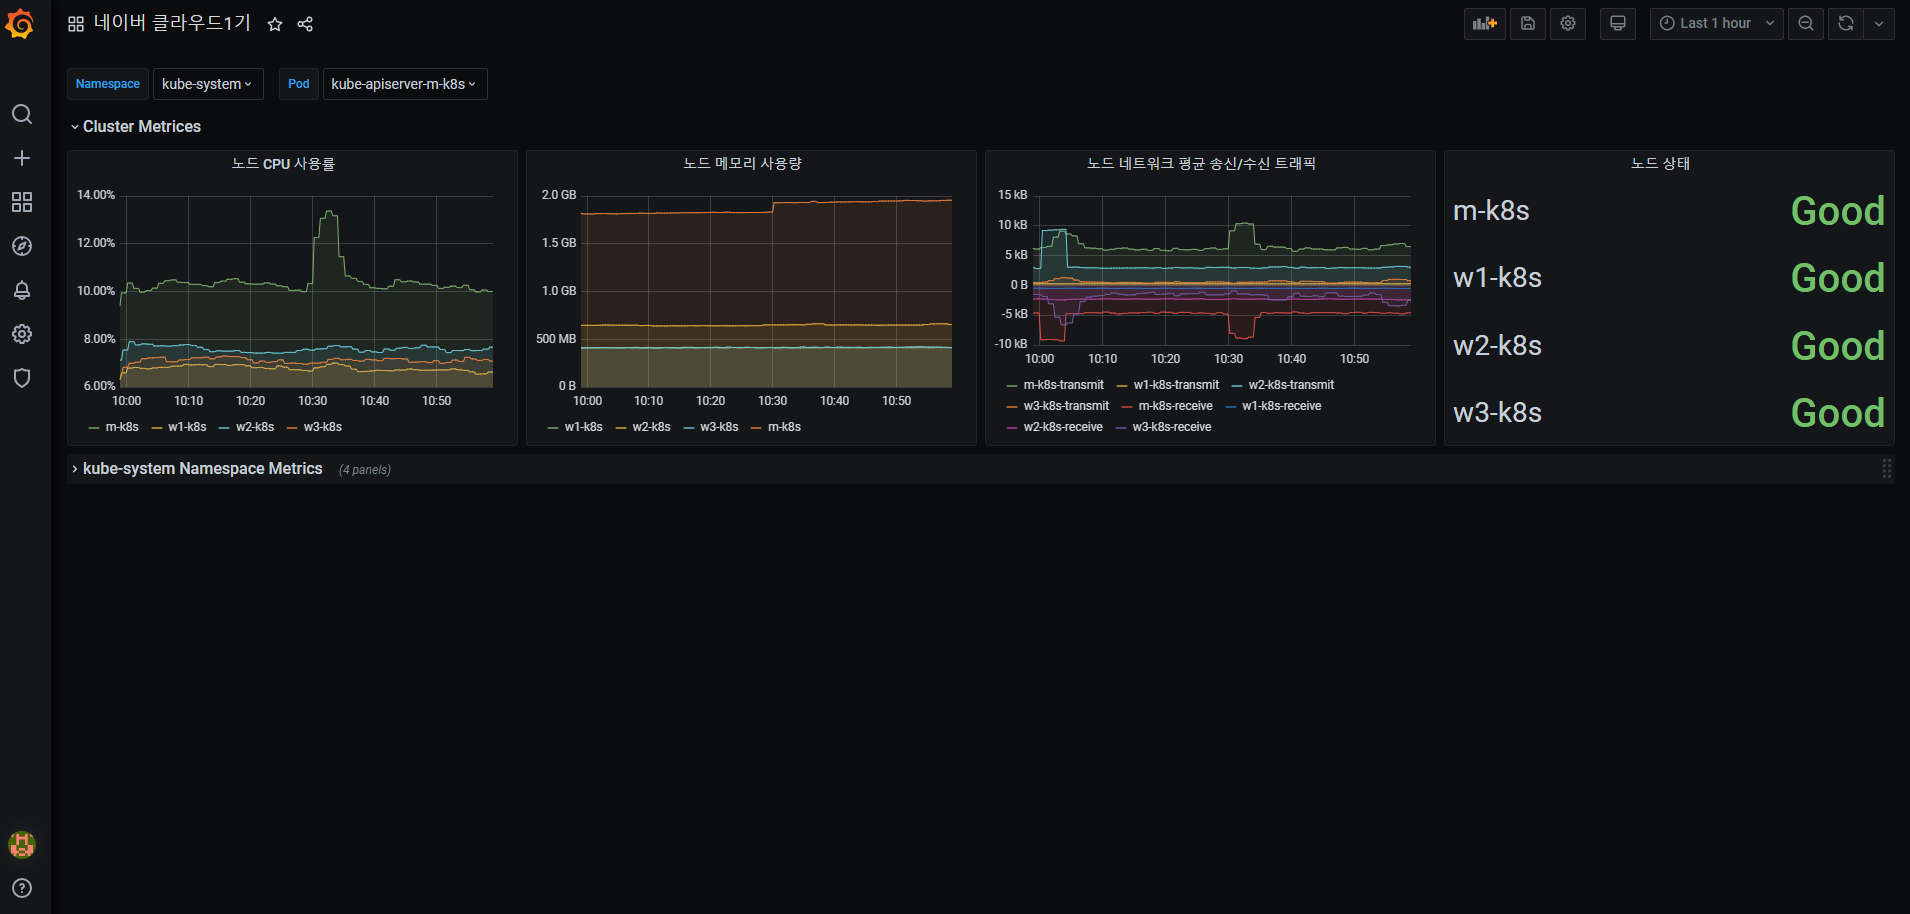 네이버 클라우드1기
Last 1 hour
Namespace kube-system Pod kube-apiserver-m-k8s
Cluster Metrices
노드 CPU 사용률
14.00%
12.00%
10.00%
8.00%
6.00%
10:00 10:10 10:20 10:30 10:40 10:50
m-k8s w1-k8s w2-k8s w3-k8s
노드 메모리 사용량
2.0 GB
1.5 GB
1.0 GB
500 MB
0 B
10:00 10:10 10:20 10:30 10:40 10:50
w1-k8s w2-k8s w3-k8s m-k8s
노드 네트워크 평균 송신/수신 트래픽
15 kB
10 kB
5 kB
0 B
-5 kB
-10 kB
10:00 10:10 10:20 10:30 10:40 10:50
m-k8s-transmit w1-k8s-transmit w2-k8s-transmit
w3-k8s-transmit m-k8s-receive w1-k8s-receive
w2-k8s-receive w3-k8s-receive
노드 상태
m-k8s Good
w1-k8s Good
w2-k8s Good
w3-k8s Good
kube-system Namespace Metrics (4 panels)